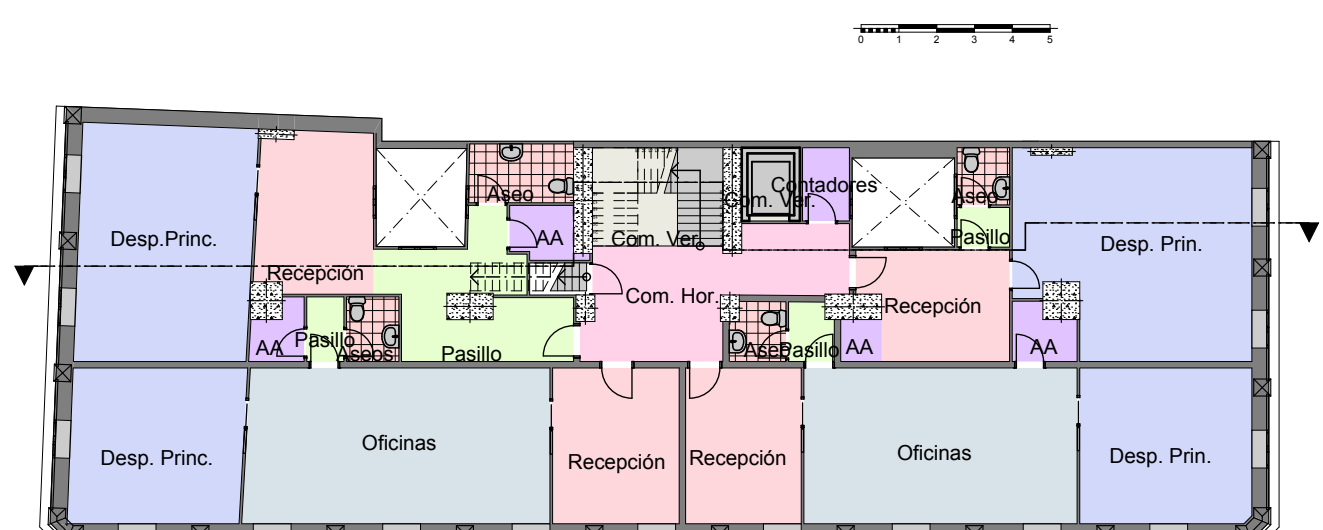 0 1 2 3 4 5
Contadores
Aseo
Aseo
Com. Ver.
Desp.Princ.
AA
Com. Ver.
Pasillo
Desp. Prin.
Recepción
Com. Hor.
Recepción
Pasillo
AA
Aseos
Pasillo
Aseo
Pasillo
AA
AA
Desp. Princ.
Oficinas
Recepción
Recepción
Oficinas
Desp. Prin.